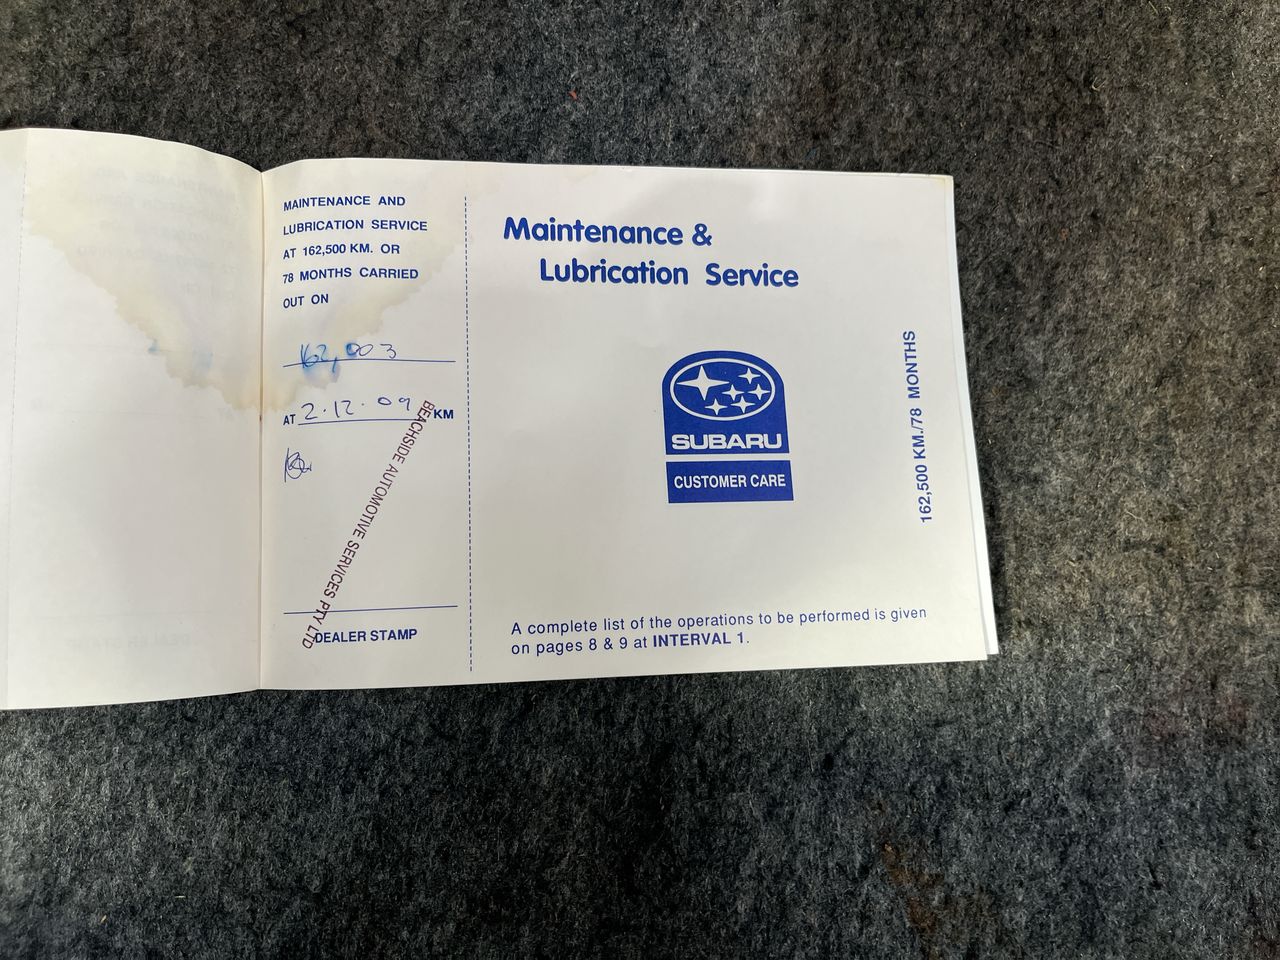 MAINTENANCE AND
LUBRICATION SERVICE
AT 162,500 KM. OR
78 MONTHS CARRIED
OUT ON
162,003
AT 2.12.09 KM
BEACHSIDE AUTOMOTIVE SERVICES PTY LTD
DEALER STAMP
Maintenance &
Lubrication Service
SUBARU
CUSTOMER CARE
162,500 KM./78 MONTHS
A complete list of the operations to be performed is given
on pages 8 & 9 at INTERVAL 1.